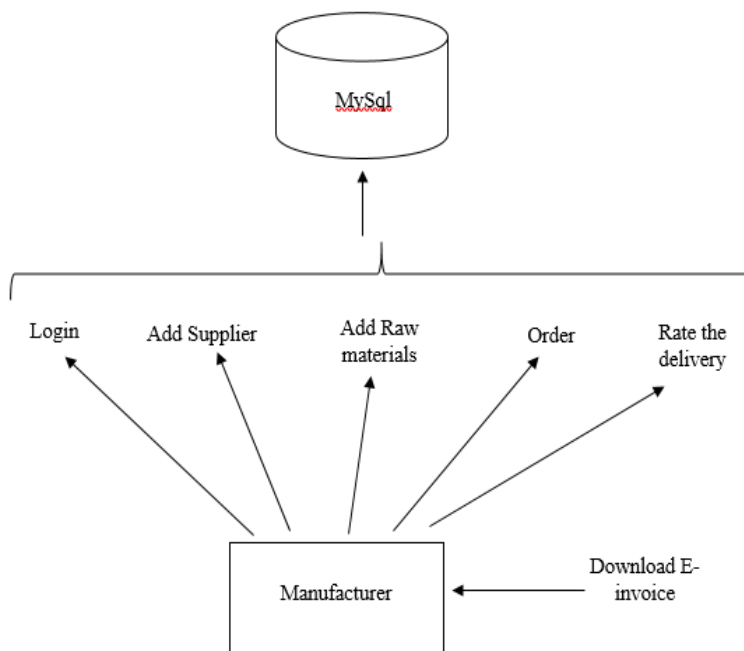 MySql
Login
Add Supplier
Add Raw
materials
Order
Rate the
delivery
Manufacturer
Download E-
invoice